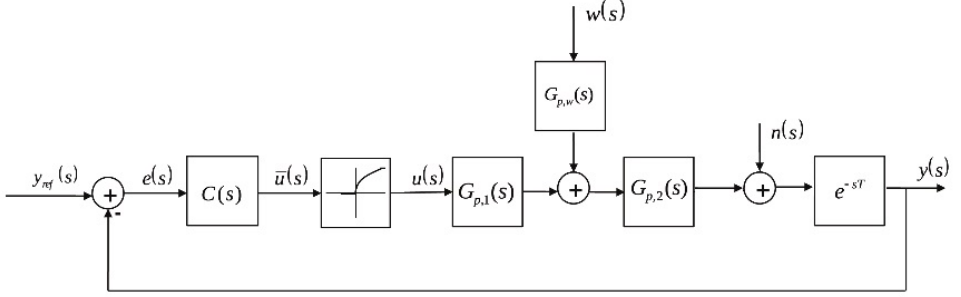 w(s)
G_{p,w}(s)
n(s)
y_{ref}(s)
+
-
e(s)
C(s)
ū(s)
u(s)
G_{p,1}(s)
+
G_{p,2}(s)
+
e^{-sT}
y(s)